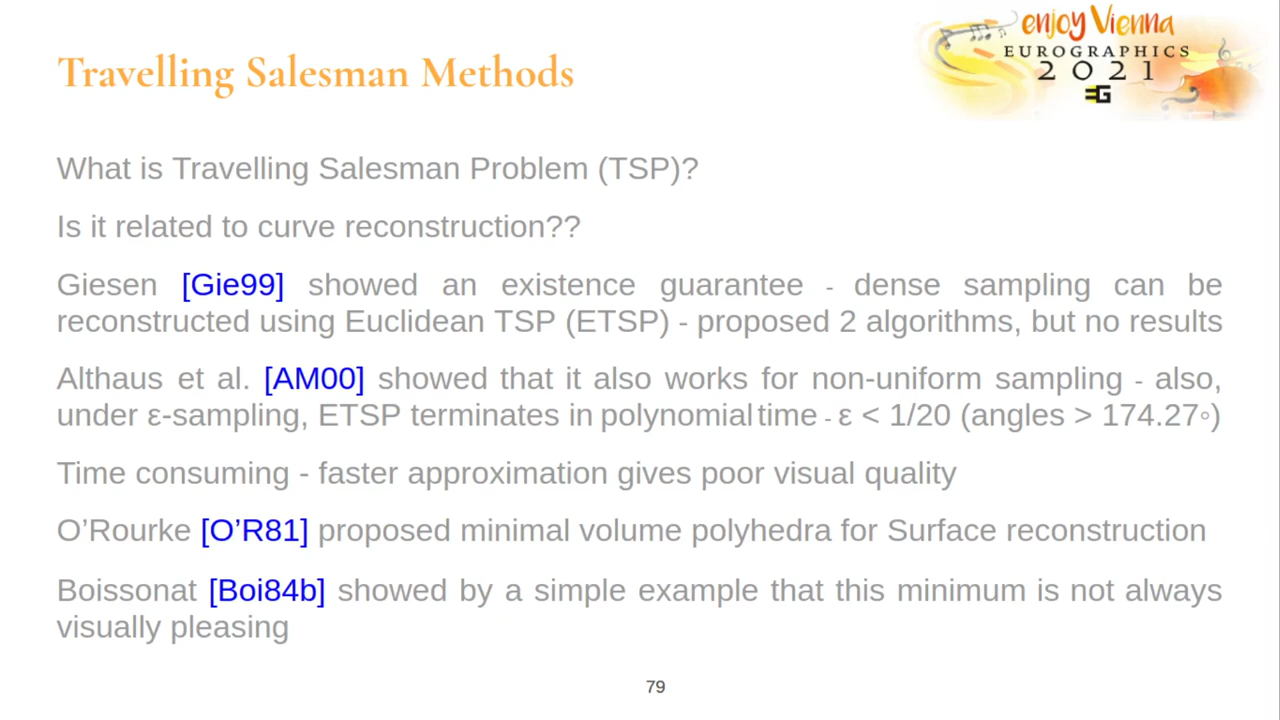 enjoy Vienna
EUROGRAPHICS
2021
EG
Travelling Salesman Methods
What is Travelling Salesman Problem (TSP)?
Is it related to curve reconstruction??
Giesen [Gie99] showed an existence guarantee - dense sampling can be
reconstructed using Euclidean TSP (ETSP) - proposed 2 algorithms, but no results
Althaus et al. [AM00] showed that it also works for non-uniform sampling - also,
under ε-sampling, ETSP terminates in polynomial time - ε < 1/20 (angles > 174.27◦)
Time consuming - faster approximation gives poor visual quality
O’Rourke [O’R81] proposed minimal volume polyhedra for Surface reconstruction
Boissonat [Boi84b] showed by a simple example that this minimum is not always
visually pleasing
79